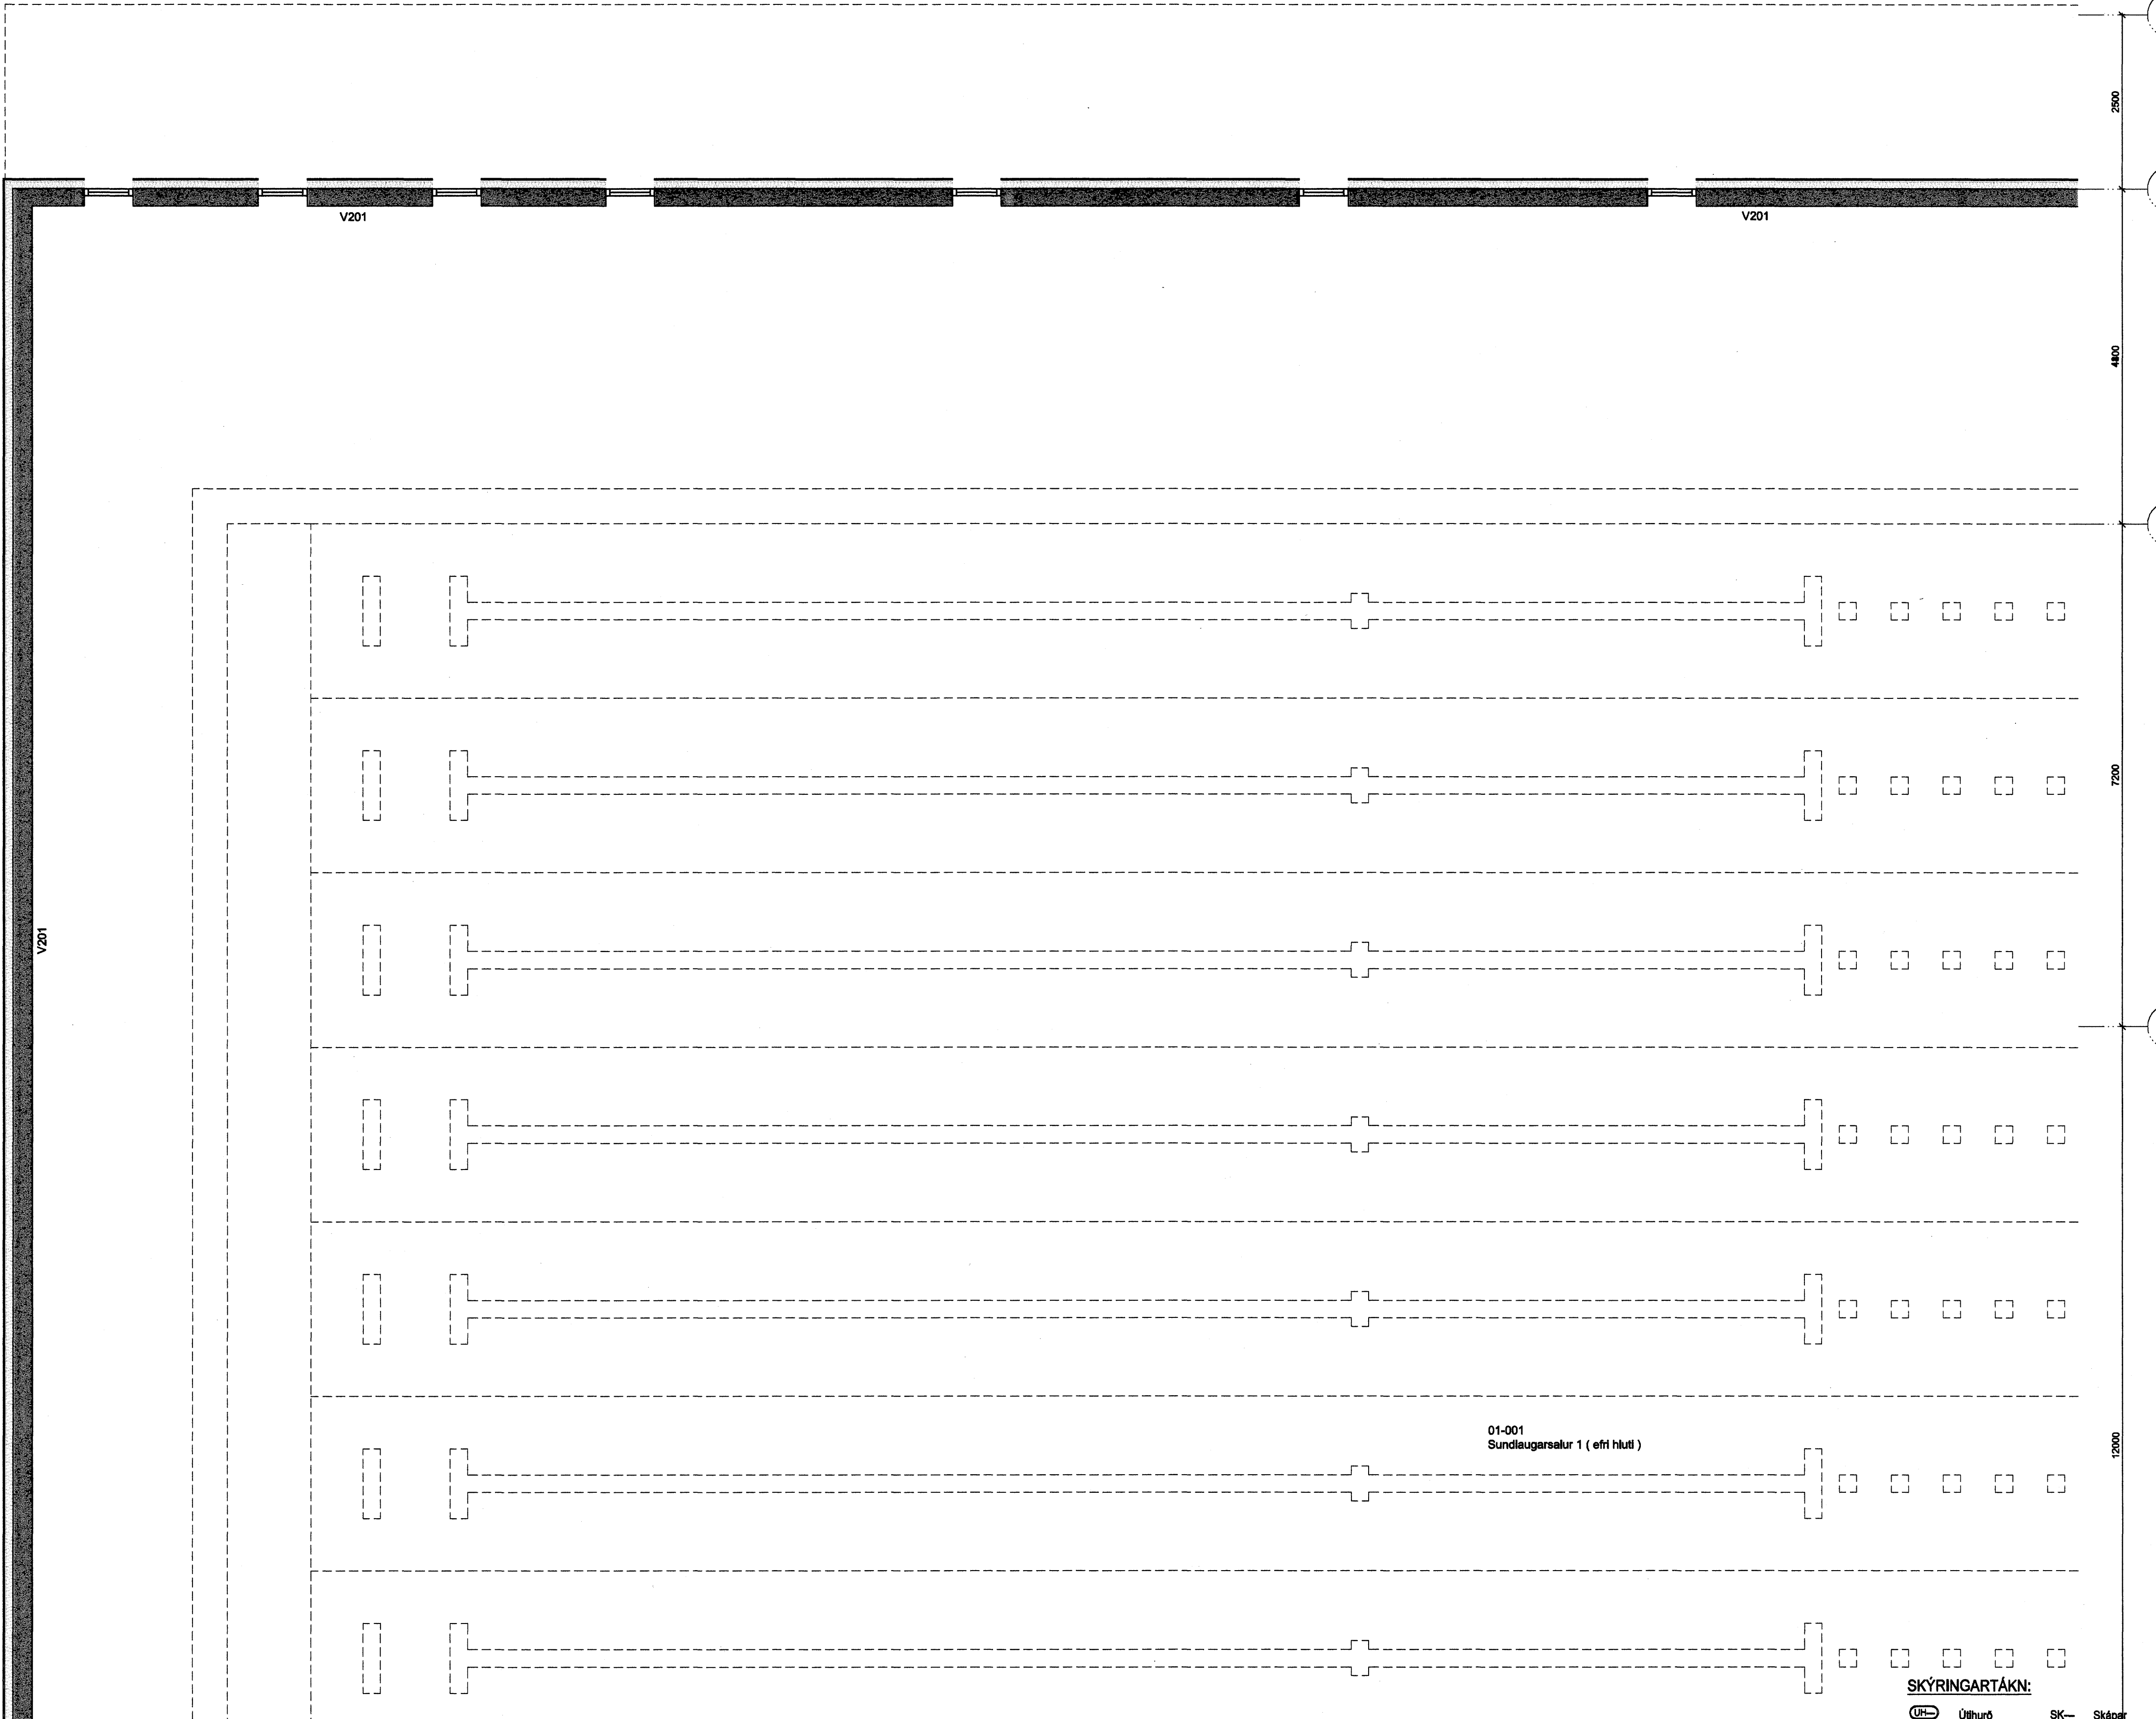 2500
V201
V201
4800
7200
V201
01-001
Sundlaugarsalur 1 ( efri hluti )
12000
SKÝRINGARTÁKN:
UH— Útihurð SK— Skápar